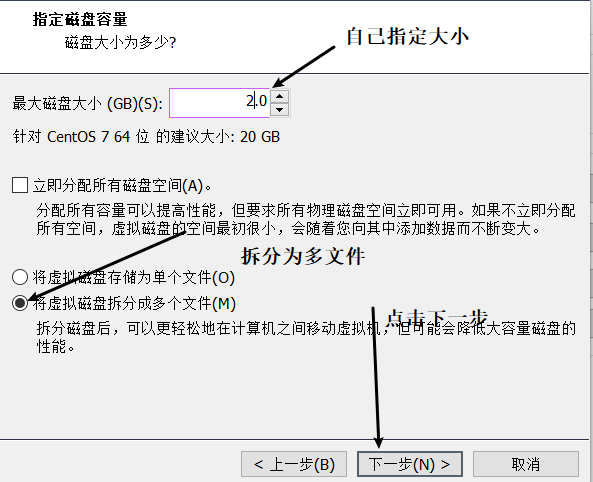 指定磁盘容量
磁盘大小为多少?
自己指定大小
最大磁盘大小 (GB)(S): 2.0
针对 CentOS 7 64 位 的建议大小: 20 GB
立即分配所有磁盘空间(A)。
分配所有容量可以提高性能，但要求所有物理磁盘空间立即可用。如果不立即分配
所有空间，虚拟磁盘的空间最初很小，会随着您向其中添加数据而不断变大。
拆分为多文件
将虚拟磁盘存储为单个文件(O)
将虚拟磁盘拆分成多个文件(M)
点击下一步
拆分磁盘后，可以更轻松地在计算机之间移动虚拟机，但可能会降低大容量磁盘的
性能。
< 上一步(B)
下一步(N) >
取消